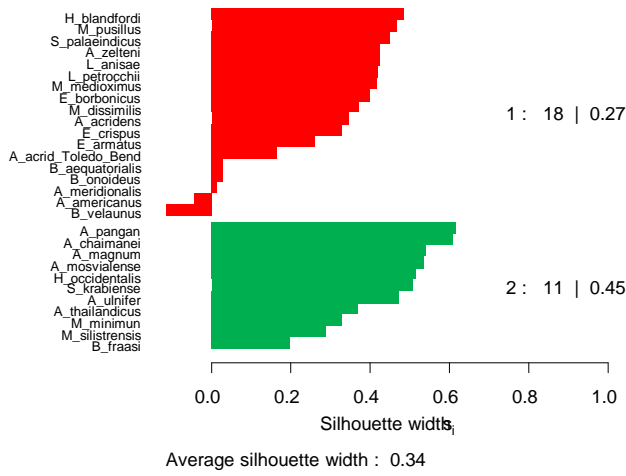 H_blandfordi
M_pusillus
S_palaeindicus
A_zelteni
L_anisae
L_petrocchii
M_medioximus
E_borbonicus
M_dissimilis
A_acridens
E_crispus
E_armatus
A_acrid_Toledo_Bend
B_aequatorialis
B_onoideus
A_meridionalis
A_americanus
B_velaunus
1 : 18 | 0.27
A_pangan
A_chaimanei
A_magnum
A_mosvialense
H_occidentalis
S_krabiense
A_ulnifer
A_thailandicus
M_minimun
M_silistrensis
B_fraasi
2 : 11 | 0.45
0.0 0.2 0.4 0.6 0.8 1.0
Silhouette width si
Average silhouette width : 0.34